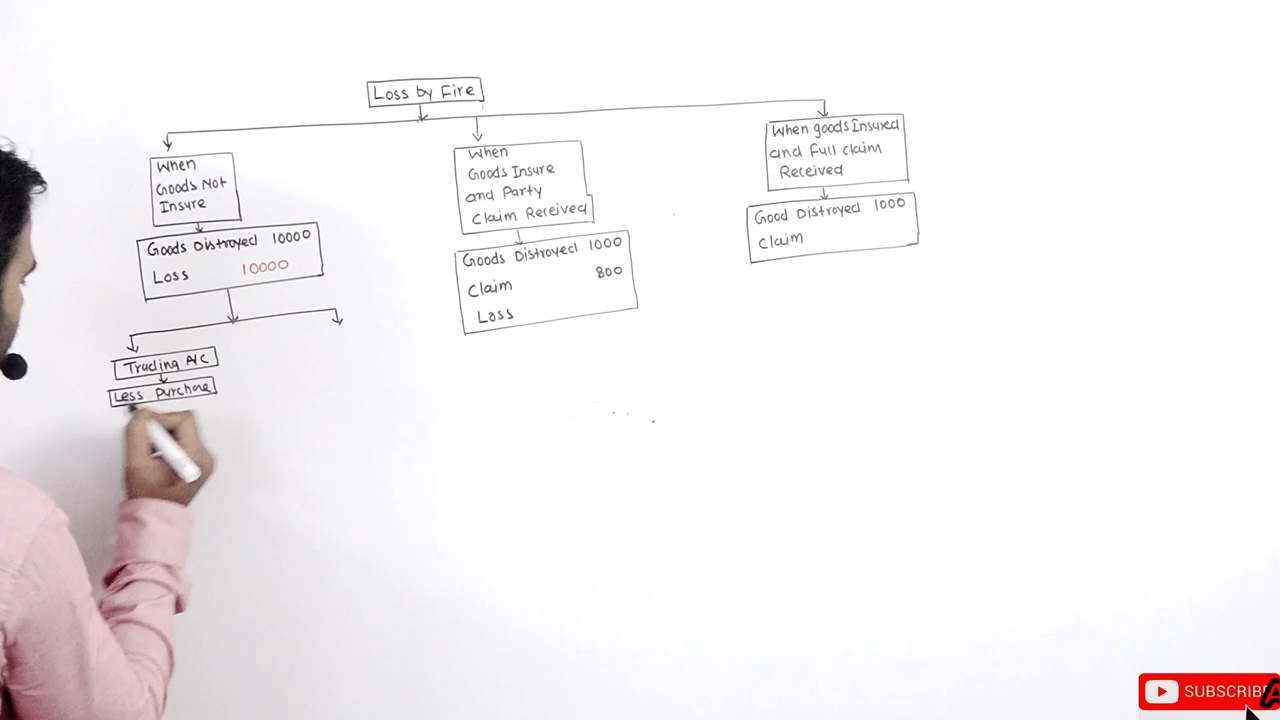 Loss by Fire
When
Goods Not
Insure
Goods Distroyed 10000
Loss 10000
Trading A/C
Less Purchase
When
Goods Insure
and Party
Claim Received
Goods Distroyed 1000
Claim 800
Loss
When goods Insured
and Full claim
Received
Good Distroyed 1000
Claim
SUBSCRIB